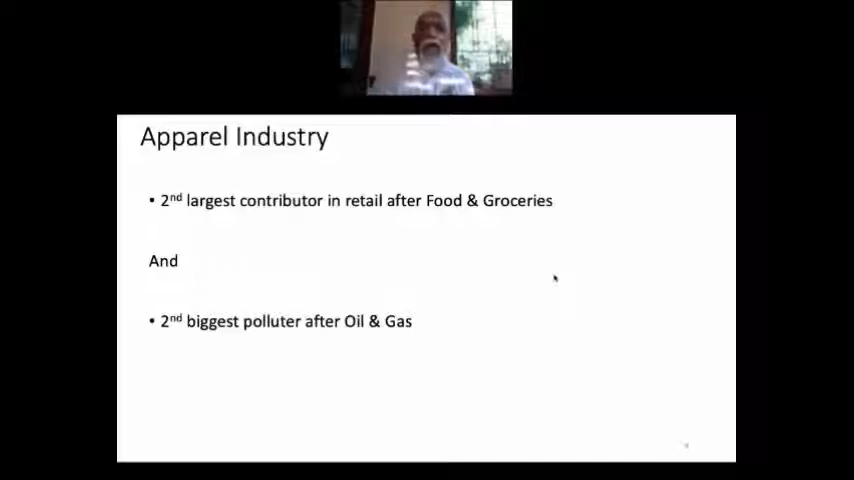 Apparel Industry
• 2nd largest contributor in retail after Food & Groceries
And
• 2nd biggest polluter after Oil & Gas